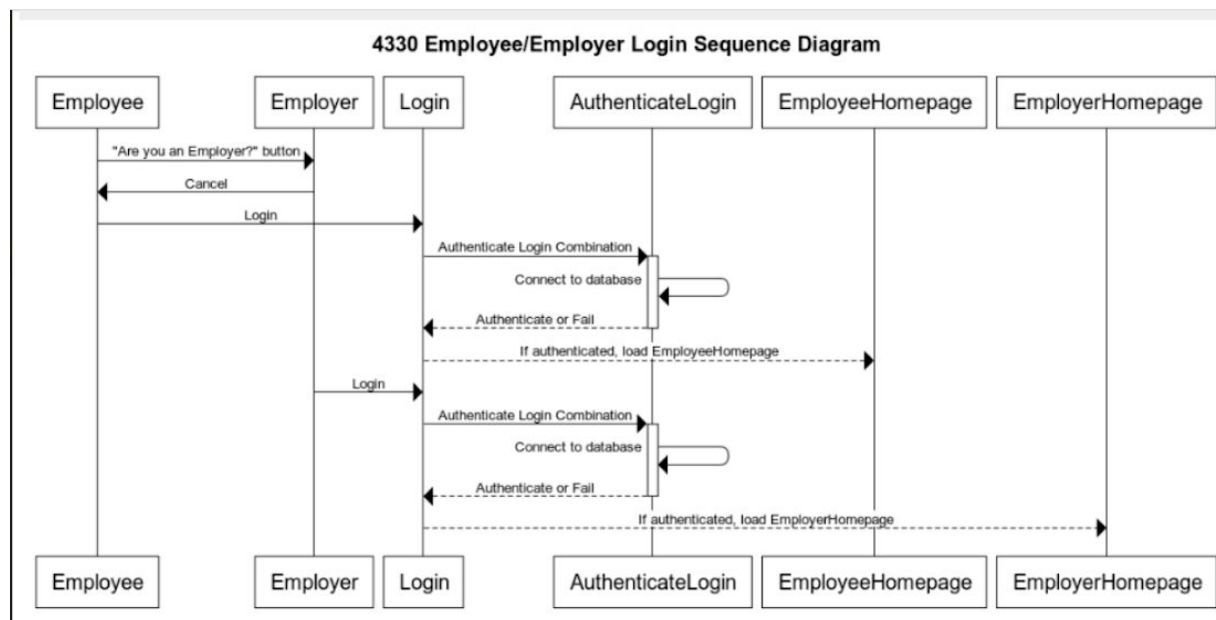 4330 Employee/Employer Login Sequence Diagram
Employee
Employer
Login
AuthenticateLogin
EmployeeHomepage
EmployerHomepage
"Are you an Employer?" button
Cancel
Login
Authenticate Login Combination
Connect to database
Authenticate or Fail
If authenticated, load EmployeeHomepage
Login
Authenticate Login Combination
Connect to database
Authenticate or Fail
If authenticated, load EmployerHomepage
Employee
Employer
Login
AuthenticateLogin
EmployeeHomepage
EmployerHomepage